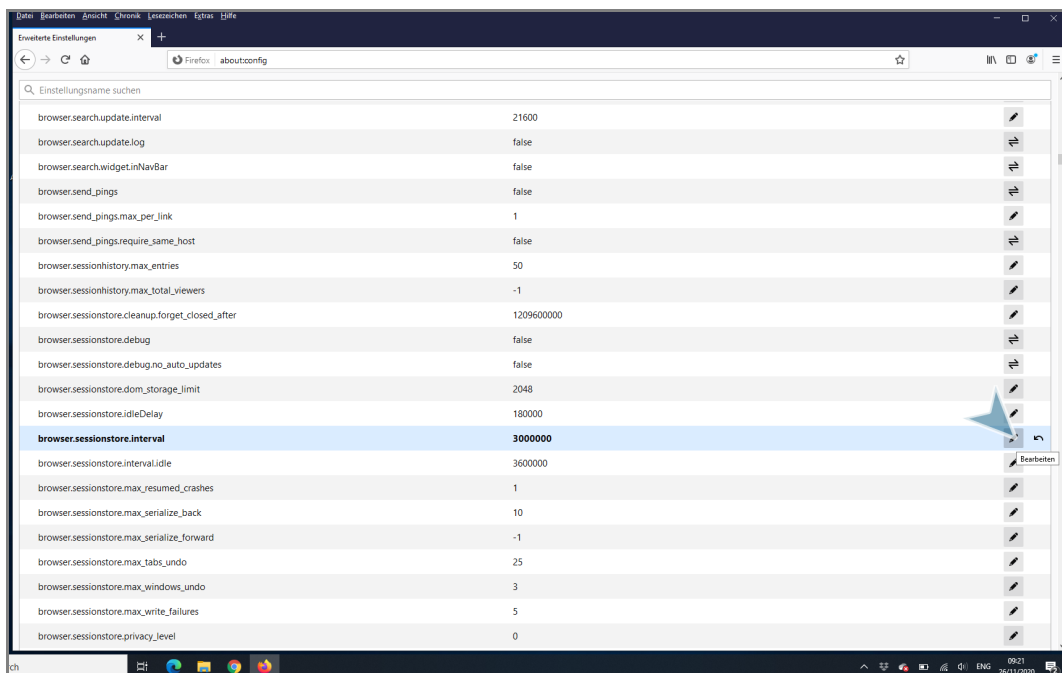 Datei Bearbeiten Ansicht Chronik Lesezeichen Extras Hilfe
Erweiterte Einstellungen
Firefox about:config
Einstellungsname suchen
browser.search.update.interval 21600
browser.search.update.log false
browser.search.widget.inNavBar false
browser.send_pings false
browser.send_pings.max_per_link 1
browser.send_pings.require_same_host false
browser.sessionhistory.max_entries 50
browser.sessionhistory.max_total_viewers -1
browser.sessionstore.cleanup.forget_closed_after 1209600000
browser.sessionstore.debug false
browser.sessionstore.debug.no_auto_updates false
browser.sessionstore.dom_storage_limit 2048
browser.sessionstore.idleDelay 180000
browser.sessionstore.interval 3000000
Bearbeiten
browser.sessionstore.interval.idle 3600000
browser.sessionstore.max_resumed_crashes 1
browser.sessionstore.max_serialize_back 10
browser.sessionstore.max_serialize_forward -1
browser.sessionstore.max_tabs_undo 25
browser.sessionstore.max_windows_undo 3
browser.sessionstore.max_write_failures 5
browser.sessionstore.privacy_level 0
ch
ENG
09:21
26/11/2020